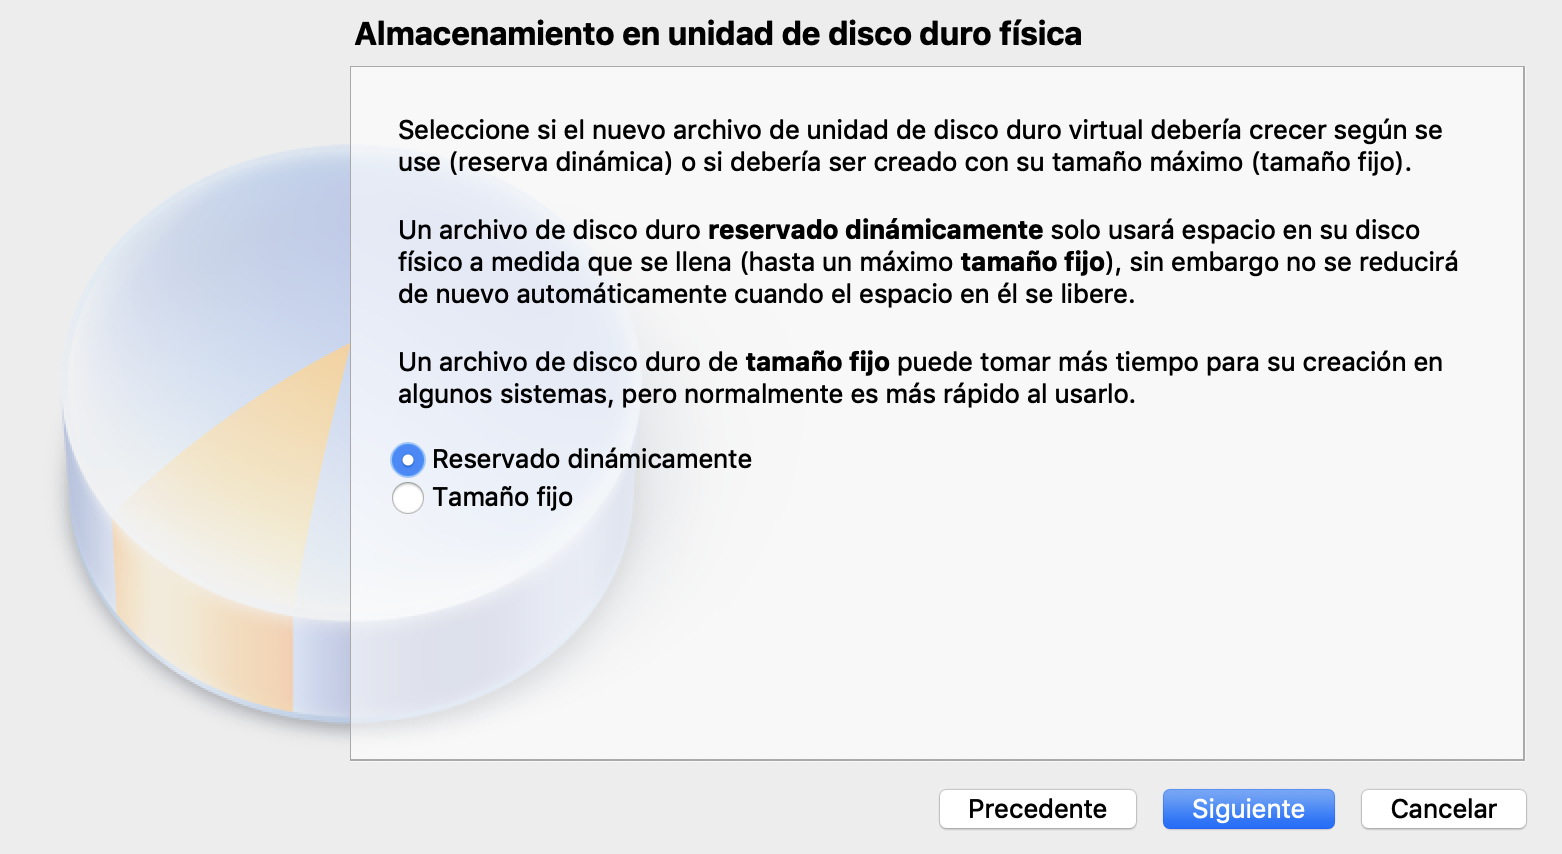 Almacenamiento en unidad de disco duro física
Seleccione si el nuevo archivo de unidad de disco duro virtual debería crecer según se
use (reserva dinámica) o si debería ser creado con su tamaño máximo (tamaño fijo).
Un archivo de disco duro reservado dinámicamente solo usará espacio en su disco
físico a medida que se llena (hasta un máximo tamaño fijo), sin embargo no se reducirá
de nuevo automáticamente cuando el espacio en él se libere.
Un archivo de disco duro de tamaño fijo puede tomar más tiempo para su creación en
algunos sistemas, pero normalmente es más rápido al usarlo.
Reservado dinámicamente
Tamaño fijo
Precedente Siguiente Cancelar